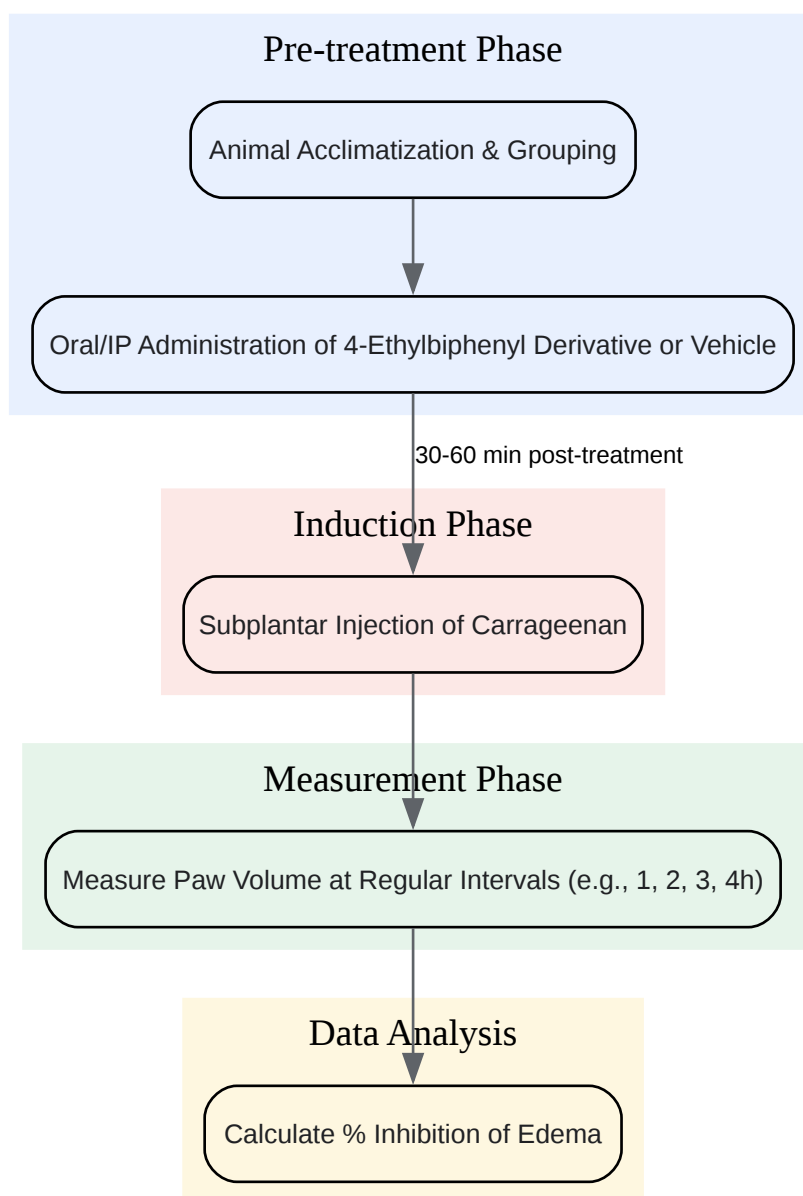 Pre-treatment Phase
Animal Acclimatization & Grouping
Oral/IP Administration of 4-Ethylbiphenyl Derivative or Vehicle
30-60 min post-treatment
Induction Phase
Subplantar Injection of Carrageenan
Measurement Phase
Measure Paw Volume at Regular Intervals (e.g., 1, 2, 3, 4h)
Data Analysis
Calculate % Inhibition of Edema